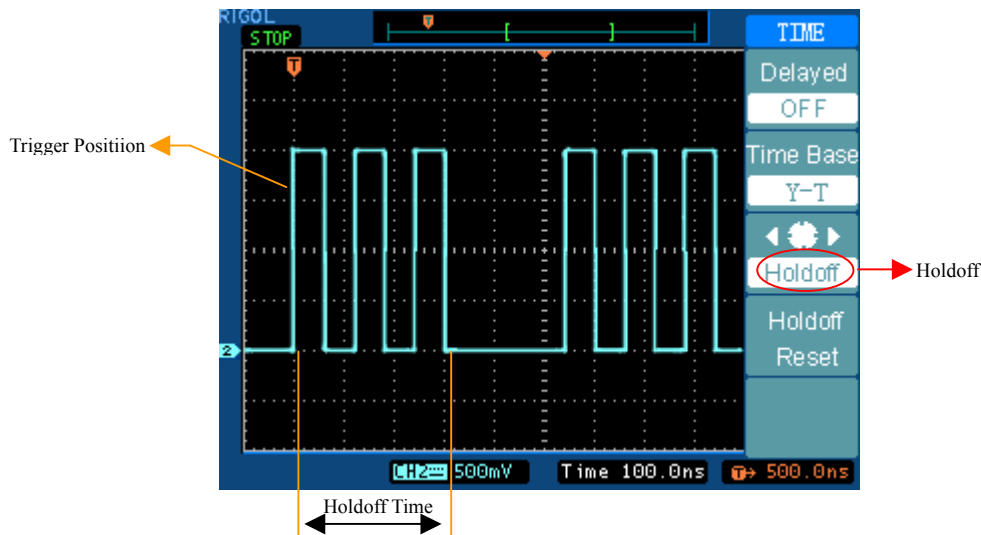 RIGOL
STOP
T
TIME
T
Delayed
OFF
Trigger Positiion
Time Base
Y-T
Holdoff
Holdoff
Holdoff
Reset
2
CH2 500mV
Time 100.0ns
T→ 500.0ns
Holdoff Time